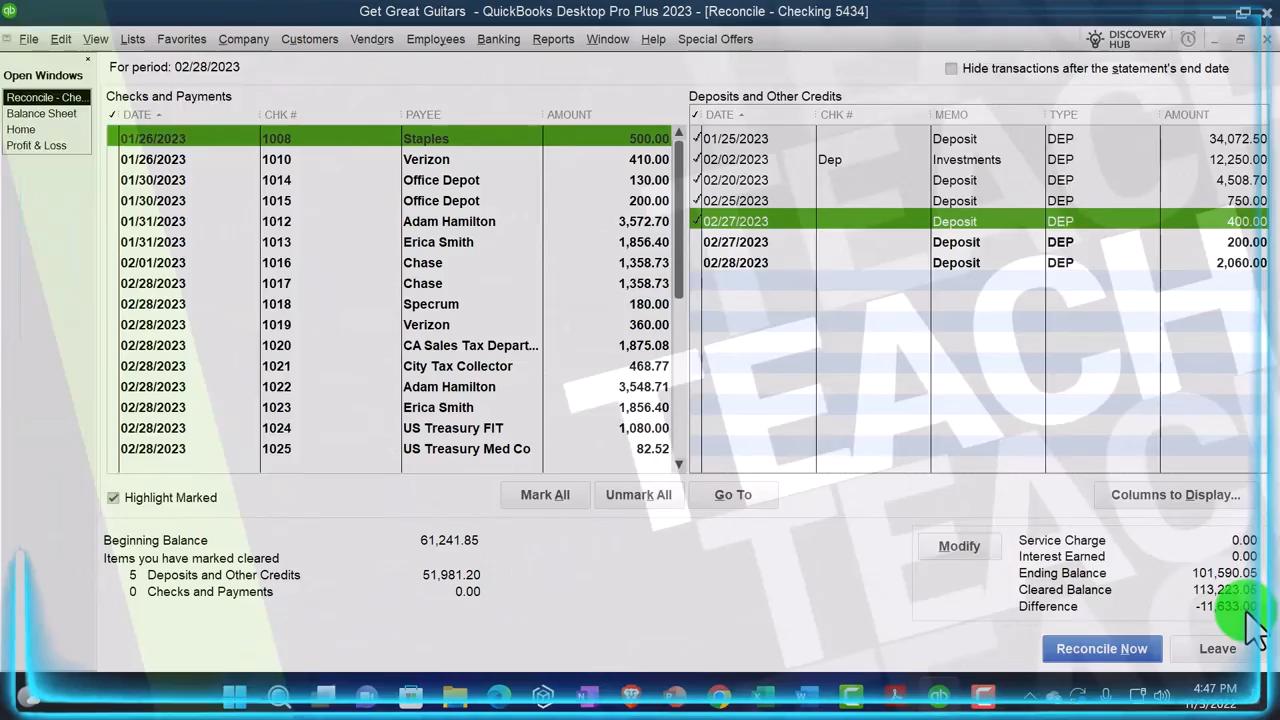 Get Great Guitars - QuickBooks Desktop Pro Plus 2023 - [Reconcile - Checking 5434]
File Edit View Lists Favorites Company Customers Vendors Employees Banking Reports Window Help Special Offers DISCOVERY HUB
Open Windows
Reconcile - Che...
Balance Sheet
Home
Profit & Loss
For period: 02/28/2023
Hide transactions after the statement's end date
Checks and Payments
✓ DATE CHK # PAYEE AMOUNT
01/26/2023 1008 Staples 500.00
01/26/2023 1010 Verizon 410.00
01/30/2023 1014 Office Depot 130.00
01/30/2023 1015 Office Depot 200.00
01/31/2023 1012 Adam Hamilton 3,572.70
01/31/2023 1013 Erica Smith 1,856.40
02/01/2023 1016 Chase 1,358.73
02/28/2023 1017 Chase 1,358.73
02/28/2023 1018 Specrum 180.00
02/28/2023 1019 Verizon 360.00
02/28/2023 1020 CA Sales Tax Depart... 1,875.08
02/28/2023 1021 City Tax Collector 468.77
02/28/2023 1022 Adam Hamilton 3,548.71
02/28/2023 1023 Erica Smith 1,856.40
02/28/2023 1024 US Treasury FIT 1,080.00
02/28/2023 1025 US Treasury Med Co 82.52
Deposits and Other Credits
✓ DATE CHK # MEMO TYPE AMOUNT
✓ 01/25/2023 Deposit DEP 34,072.50
✓ 02/02/2023 Dep Investments DEP 12,250.00
✓ 02/20/2023 Deposit DEP 4,508.70
✓ 02/25/2023 Deposit DEP 750.00
✓ 02/27/2023 Deposit DEP 400.00
02/27/2023 Deposit DEP 200.00
02/28/2023 Deposit DEP 2,060.00
TEACH
TEACH
TEACH
✓ Highlight Marked
Mark All Unmark All Go To Columns to Display...
Beginning Balance 61,241.85
Items you have marked cleared
5 Deposits and Other Credits 51,981.20
0 Checks and Payments 0.00
Modify
Service Charge 0.00
Interest Earned 0.00
Ending Balance 101,590.05
Cleared Balance 113,223.05
Difference -11,633.00
Reconcile Now Leave
4:47 PM
11/5/2022